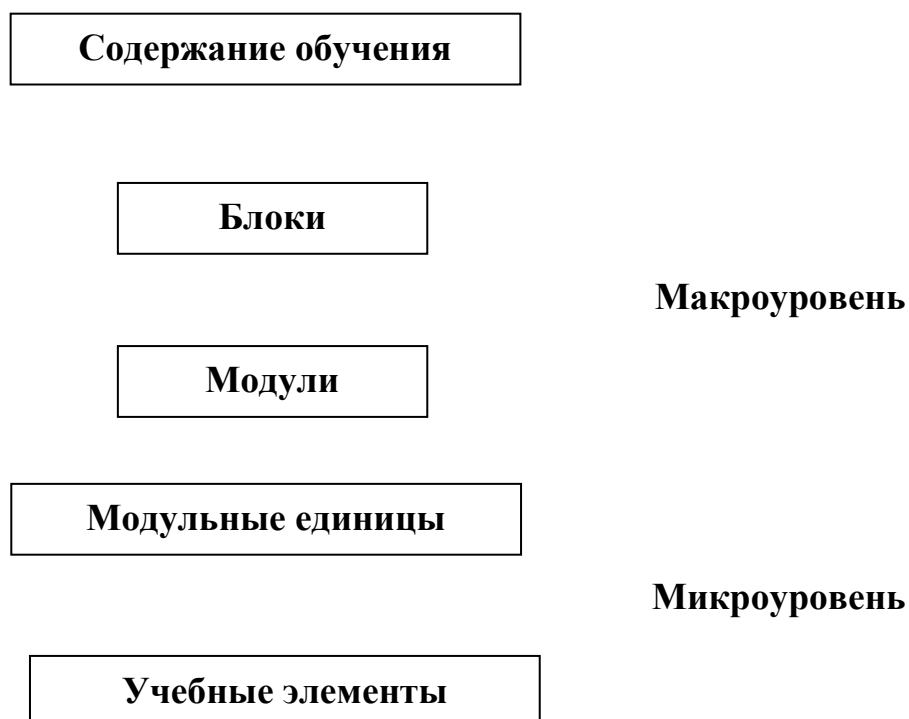 Содержание обучения
Блоки
Макроуровень
Модули
Модульные единицы
Микроуровень
Учебные элементы